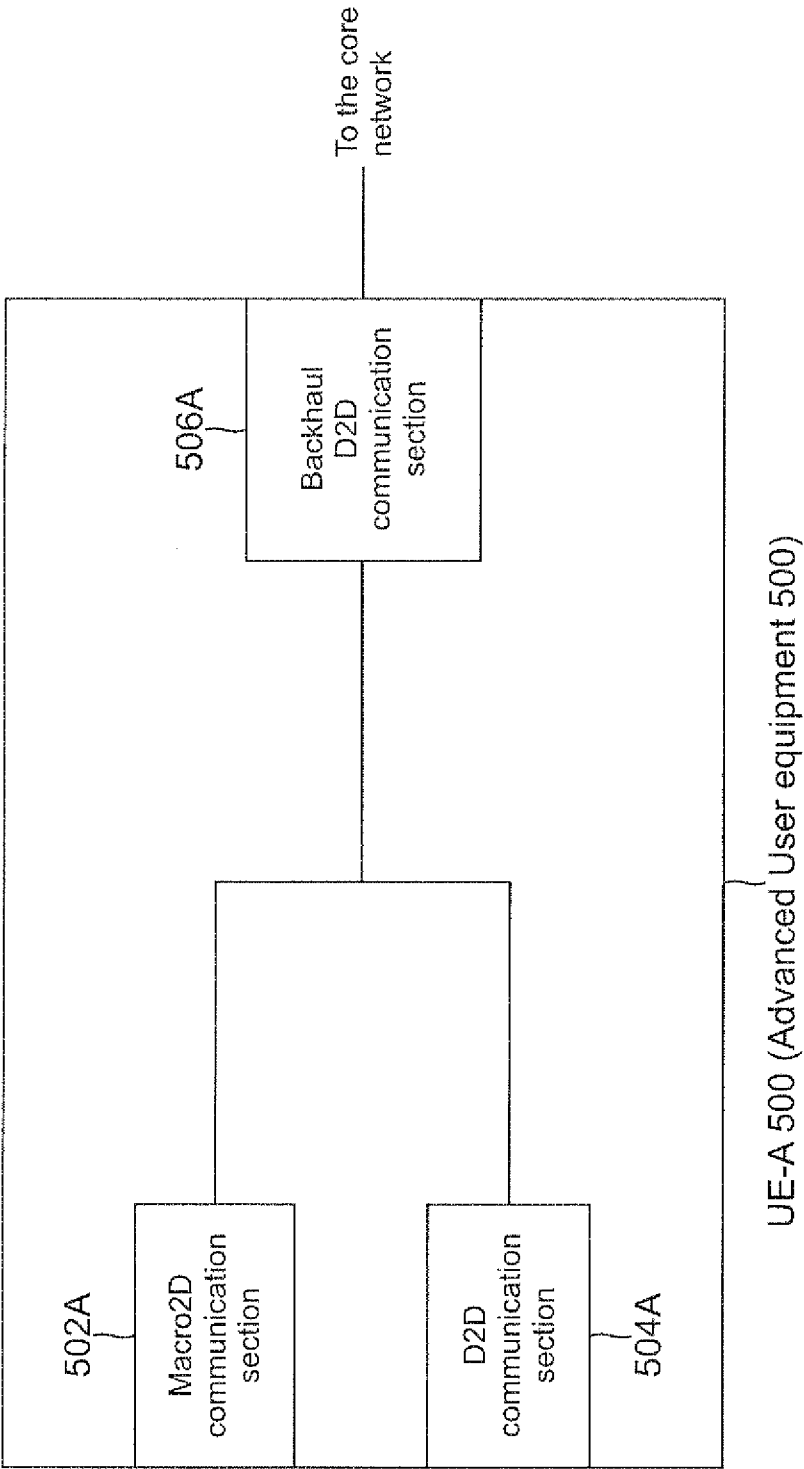 502A
Macro2D
communication
section
D2D
communication
section
504A
506A
Backhaul
D2D
communication
section
To the core
network
UE-A 500 (Advanced User equipment 500)